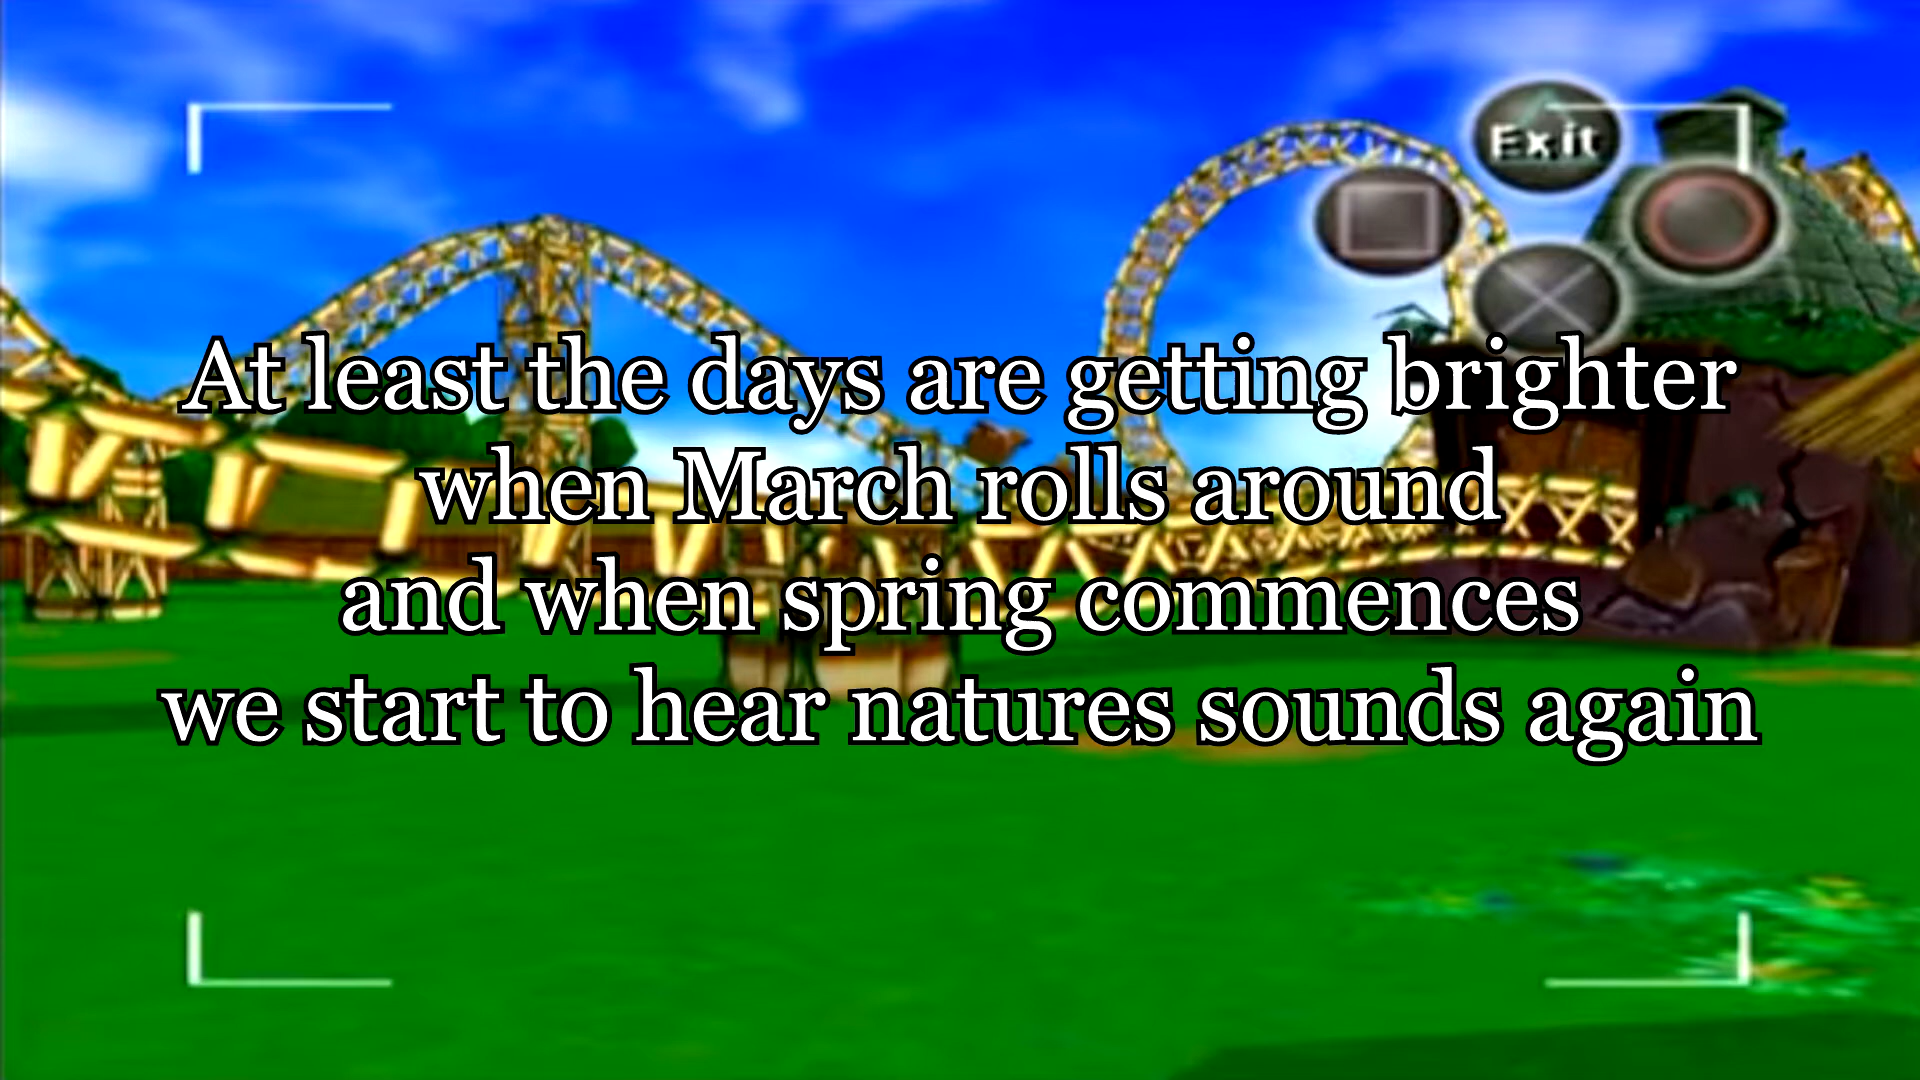 Exit
At least the days are getting brighter
when March rolls around
and when spring commences
we start to hear natures sounds again